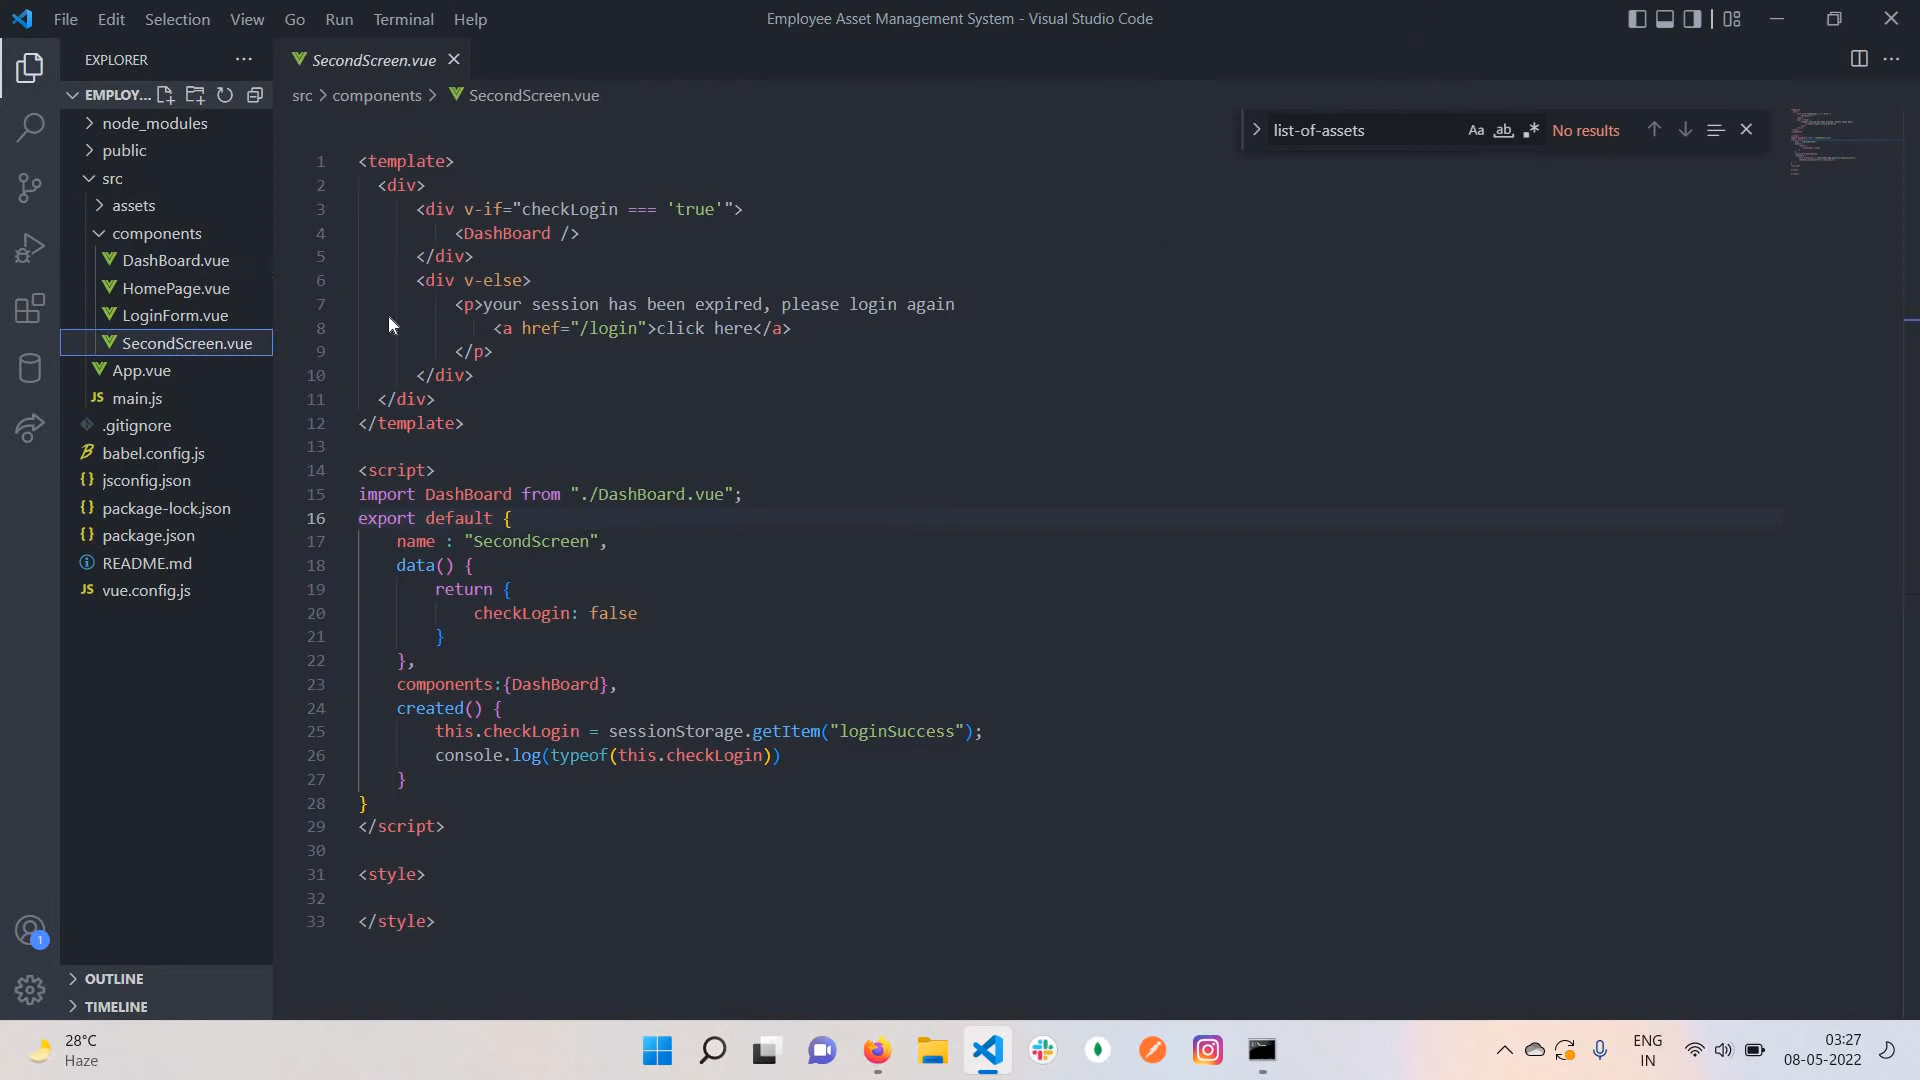 File Edit Selection View Go Run Terminal Help
Employee Asset Management System - Visual Studio Code
EXPLORER
SecondScreen.vue
EMPLOY...
src > components > SecondScreen.vue
list-of-assets
Aa ab .* No results
node_modules
public
src
assets
components
DashBoard.vue
HomePage.vue
LoginForm.vue
SecondScreen.vue
App.vue
JS main.js
.gitignore
babel.config.js
{} jsconfig.json
{} package-lock.json
{} package.json
README.md
JS vue.config.js
OUTLINE
TIMELINE
1 <template>
2 <div>
3 <div v-if="checkLogin === 'true'">
4 <DashBoard />
5 </div>
6 <div v-else>
7 <p>your session has been expired, please login again
8 <a href="/login">click here</a>
9 </p>
10 </div>
11 </div>
12 </template>
13
14 <script>
15 import DashBoard from "./DashBoard.vue";
16 export default {
17 name : "SecondScreen",
18 data() {
19 return {
20 checkLogin: false
21 }
22 },
23 components:{DashBoard},
24 created() {
25 this.checkLogin = sessionStorage.getItem("loginSuccess");
26 console.log(typeof(this.checkLogin))
27 }
28 }
29 </script>
30
31 <style>
32
33 </style>
1
28°C
Haze
ENG
IN
03:27
08-05-2022